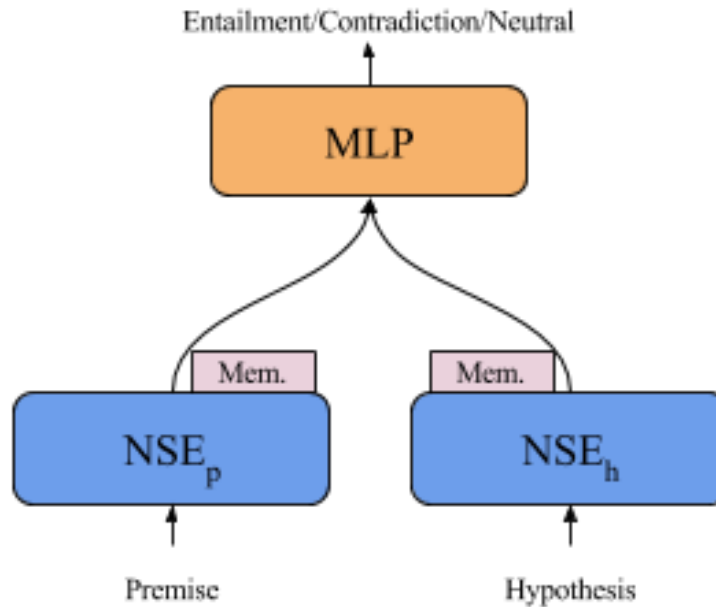 Entailment/Contradiction/Neutral
MLP
Mem.
Mem.
NSEp
NSEh
Premise
Hypothesis